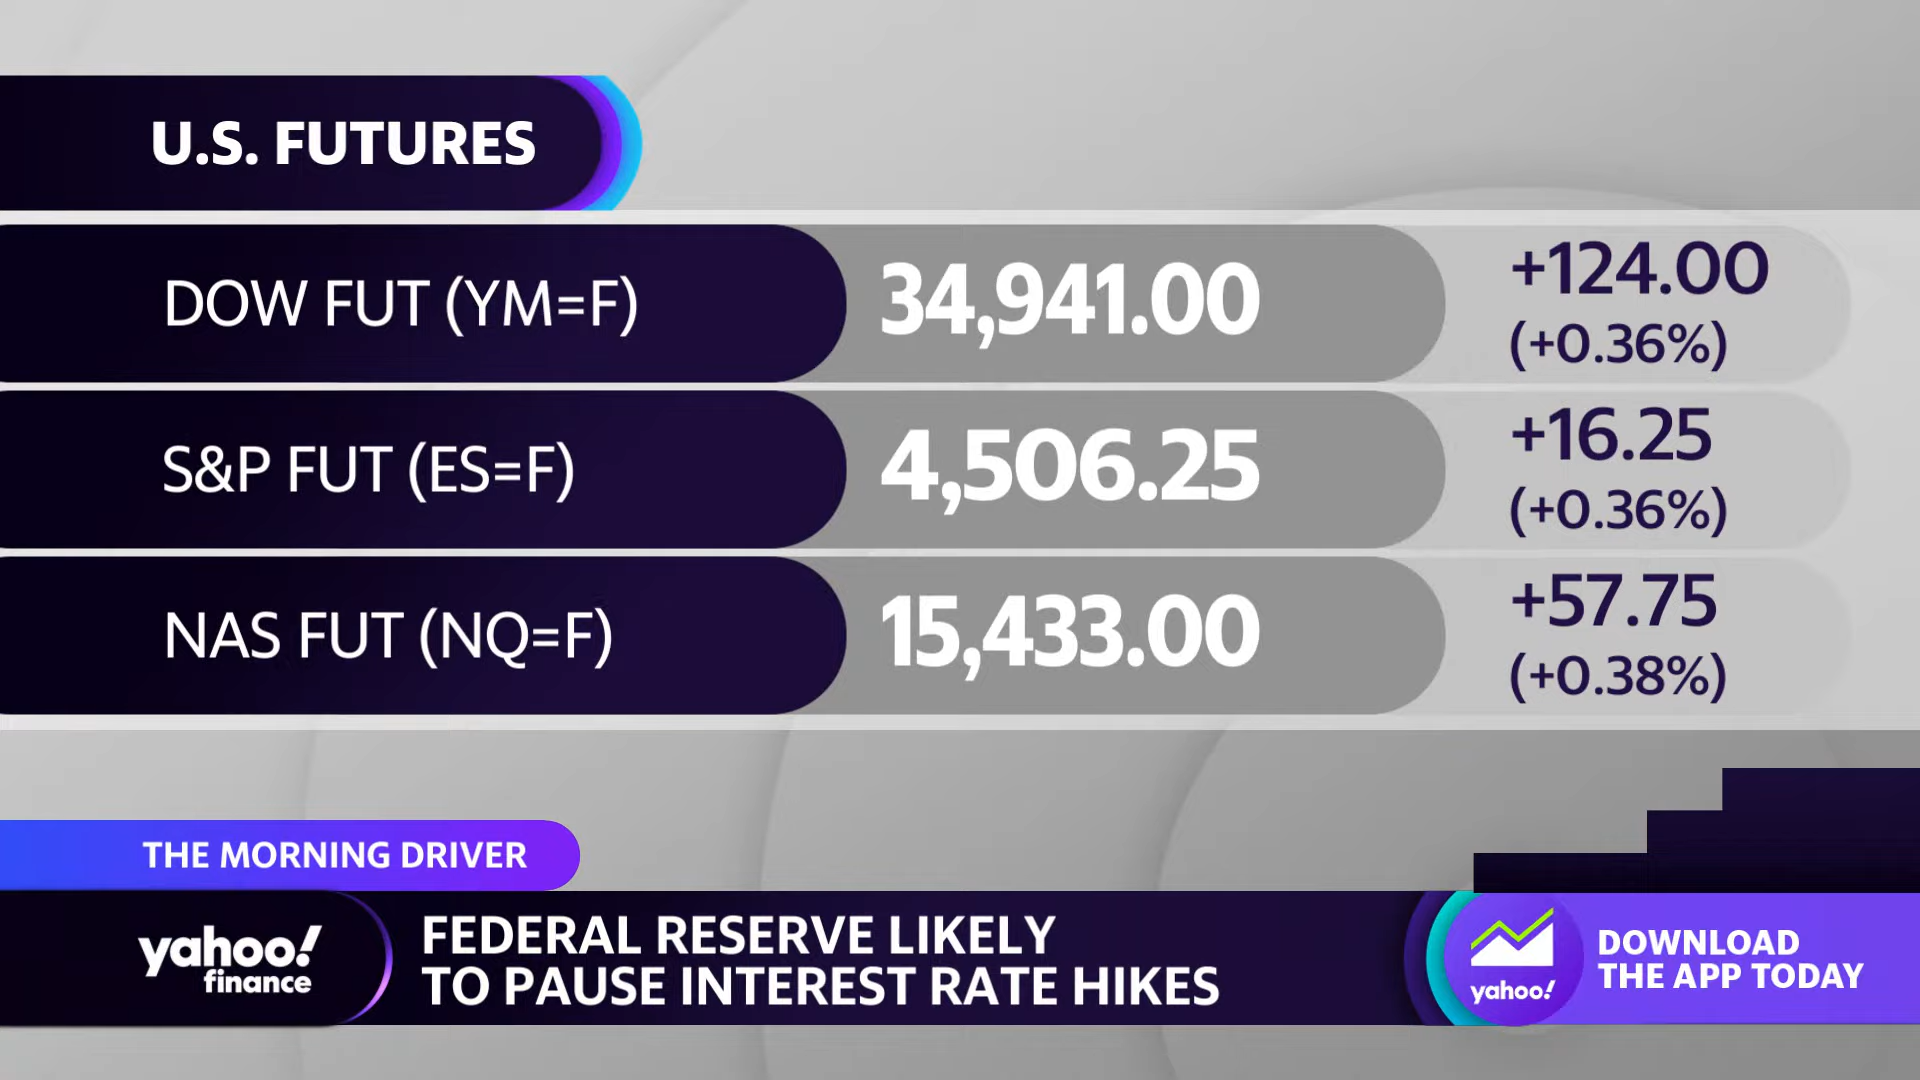 U.S. FUTURES
DOW FUT (YM=F)
34,941.00
+124.00
(+0.36%)
S&P FUT (ES=F)
4,506.25
+16.25
(+0.36%)
NAS FUT (NQ=F)
15,433.00
+57.75
(+0.38%)
THE MORNING DRIVER
yahoo!
finance
FEDERAL RESERVE LIKELY
TO PAUSE INTEREST RATE HIKES
yahoo!
DOWNLOAD
THE APP TODAY